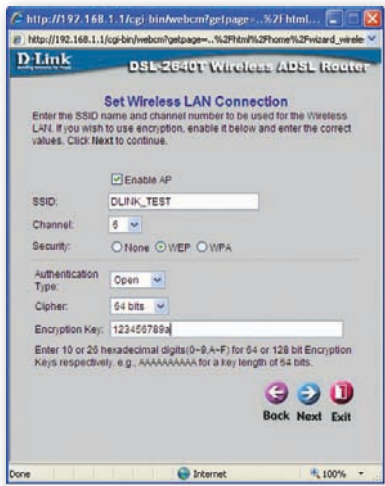 http://192.168.1.1/cgi-bin/webcm?getpage=..%2Fhtml...
http://192.168.1.1/cgi-bin/webcm?getpage=..%2Fhtml%2Fhome%2Fwizard_wireles
D-Link
DSL-2640T Wireless ADSL Router
Set Wireless LAN Connection
Enter the SSID name and channel number to be used for the Wireless
LAN. If you wish to use encryption, enable it below and enter the correct
values. Click Next to continue.
Enable AP
SSID: DLINK_TEST
Channel: 6
Security: None WEP WPA
Authentication Type: Open
Cipher: 64 bits
Encryption Key: 123456789a
Enter 10 or 26 hexadecimal digits(0~9,A~F) for 64 or 128 bit Encryption
Keys respectively. e.g., AAAAAAAAAA for a key length of 64 bits.
Back Next Exit
Done Internet 100%